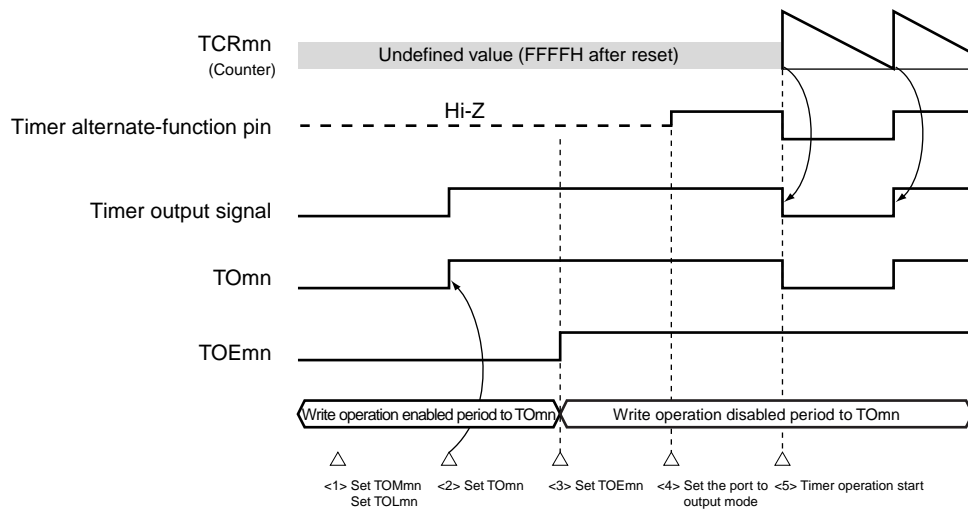 TCRmn
(Counter)
Undefined value (FFFFH after reset)
Timer alternate-function pin
Hi-Z
Timer output signal
TOmn
TOEmn
Write operation enabled period to TOmn
Write operation disabled period to TOmn
<1> Set TOMmn
Set TOLmn
<2> Set TOmn
<3> Set TOEmn
<4> Set the port to
output mode
<5> Timer operation start